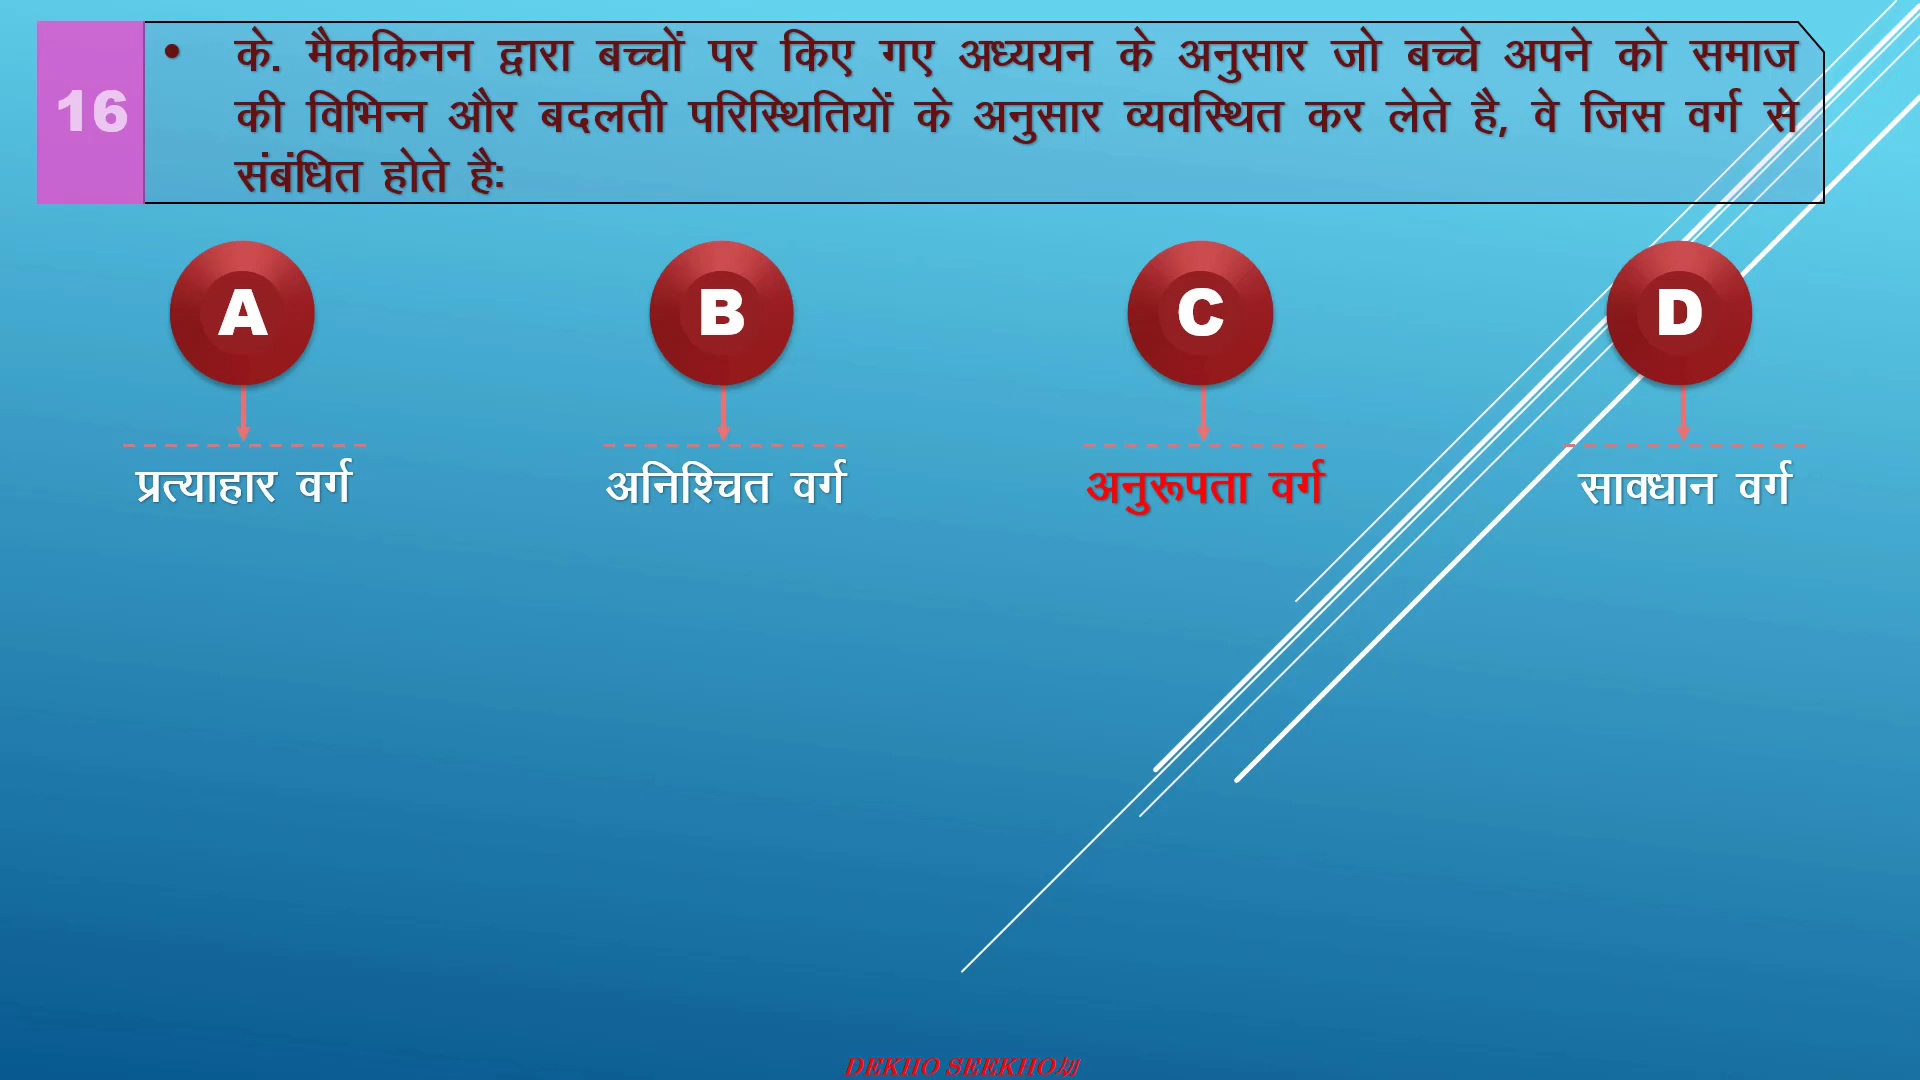 16
• के. मैककिनन द्वारा बच्चों पर किए गए अध्ययन के अनुसार जो बच्चे अपने को समाज
की विभिन्न और बदलती परिस्थितियों के अनुसार व्यवस्थित कर लेते है, वे जिस वर्ग से
संबंधित होते हैः
A B C D
प्रत्याहार वर्ग अनिश्चित वर्ग अनुरूपता वर्ग सावधान वर्ग
DEKHO SEEKHO